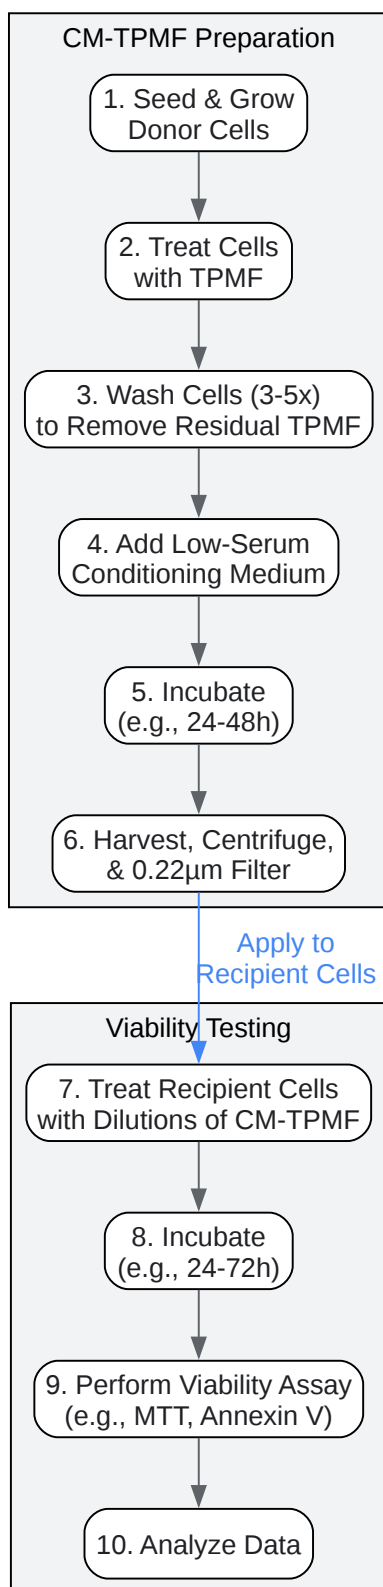 CM-TPMF Preparation
1. Seed & Grow
Donor Cells
2. Treat Cells
with TPMF
3. Wash Cells (3-5x)
to Remove Residual TPMF
4. Add Low-Serum
Conditioning Medium
5. Incubate
(e.g., 24-48h)
6. Harvest, Centrifuge,
& 0.22µm Filter
Apply to
Recipient Cells
Viability Testing
7. Treat Recipient Cells
with Dilutions of CM-TPMF
8. Incubate
(e.g., 24-72h)
9. Perform Viability Assay
(e.g., MTT, Annexin V)
10. Analyze Data